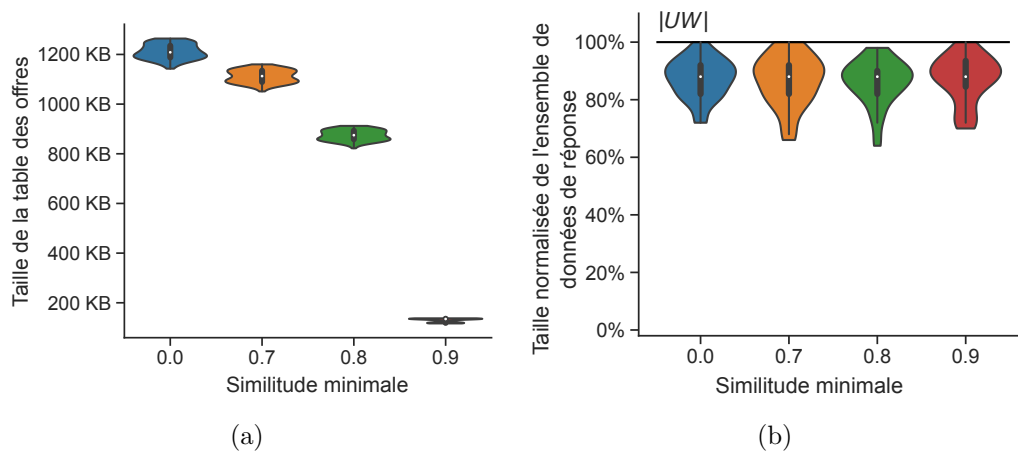 1200 KB
1000 KB
800 KB
600 KB
400 KB
200 KB
Taille de la table des offres
0.0 0.7 0.8 0.9
Similitude minimale
(a)
|UW|
100%
80%
60%
40%
20%
0%
Taille normalisée de l'ensemble de
données de réponse
0.0 0.7 0.8 0.9
Similitude minimale
(b)